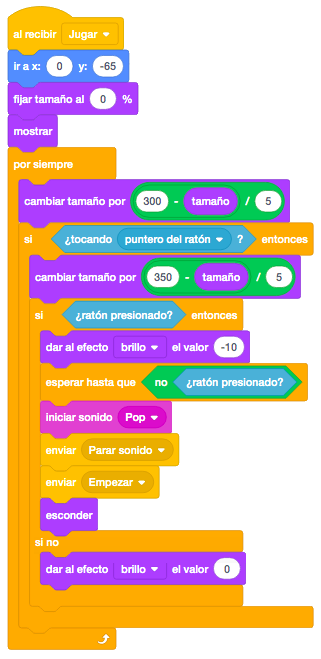 al recibir Jugar
ir a x: 0 y: -65
fijar tamaño al 0 %
mostrar
por siempre
cambiar tamaño por 300 - tamaño / 5
si ¿tocando puntero del ratón ? entonces
cambiar tamaño por 350 - tamaño / 5
si ¿ratón presionado? entonces
dar al efecto brillo el valor -10
esperar hasta que no ¿ratón presionado?
iniciar sonido Pop
enviar Parar sonido
enviar Empezar
esconder
si no
dar al efecto brillo el valor 0